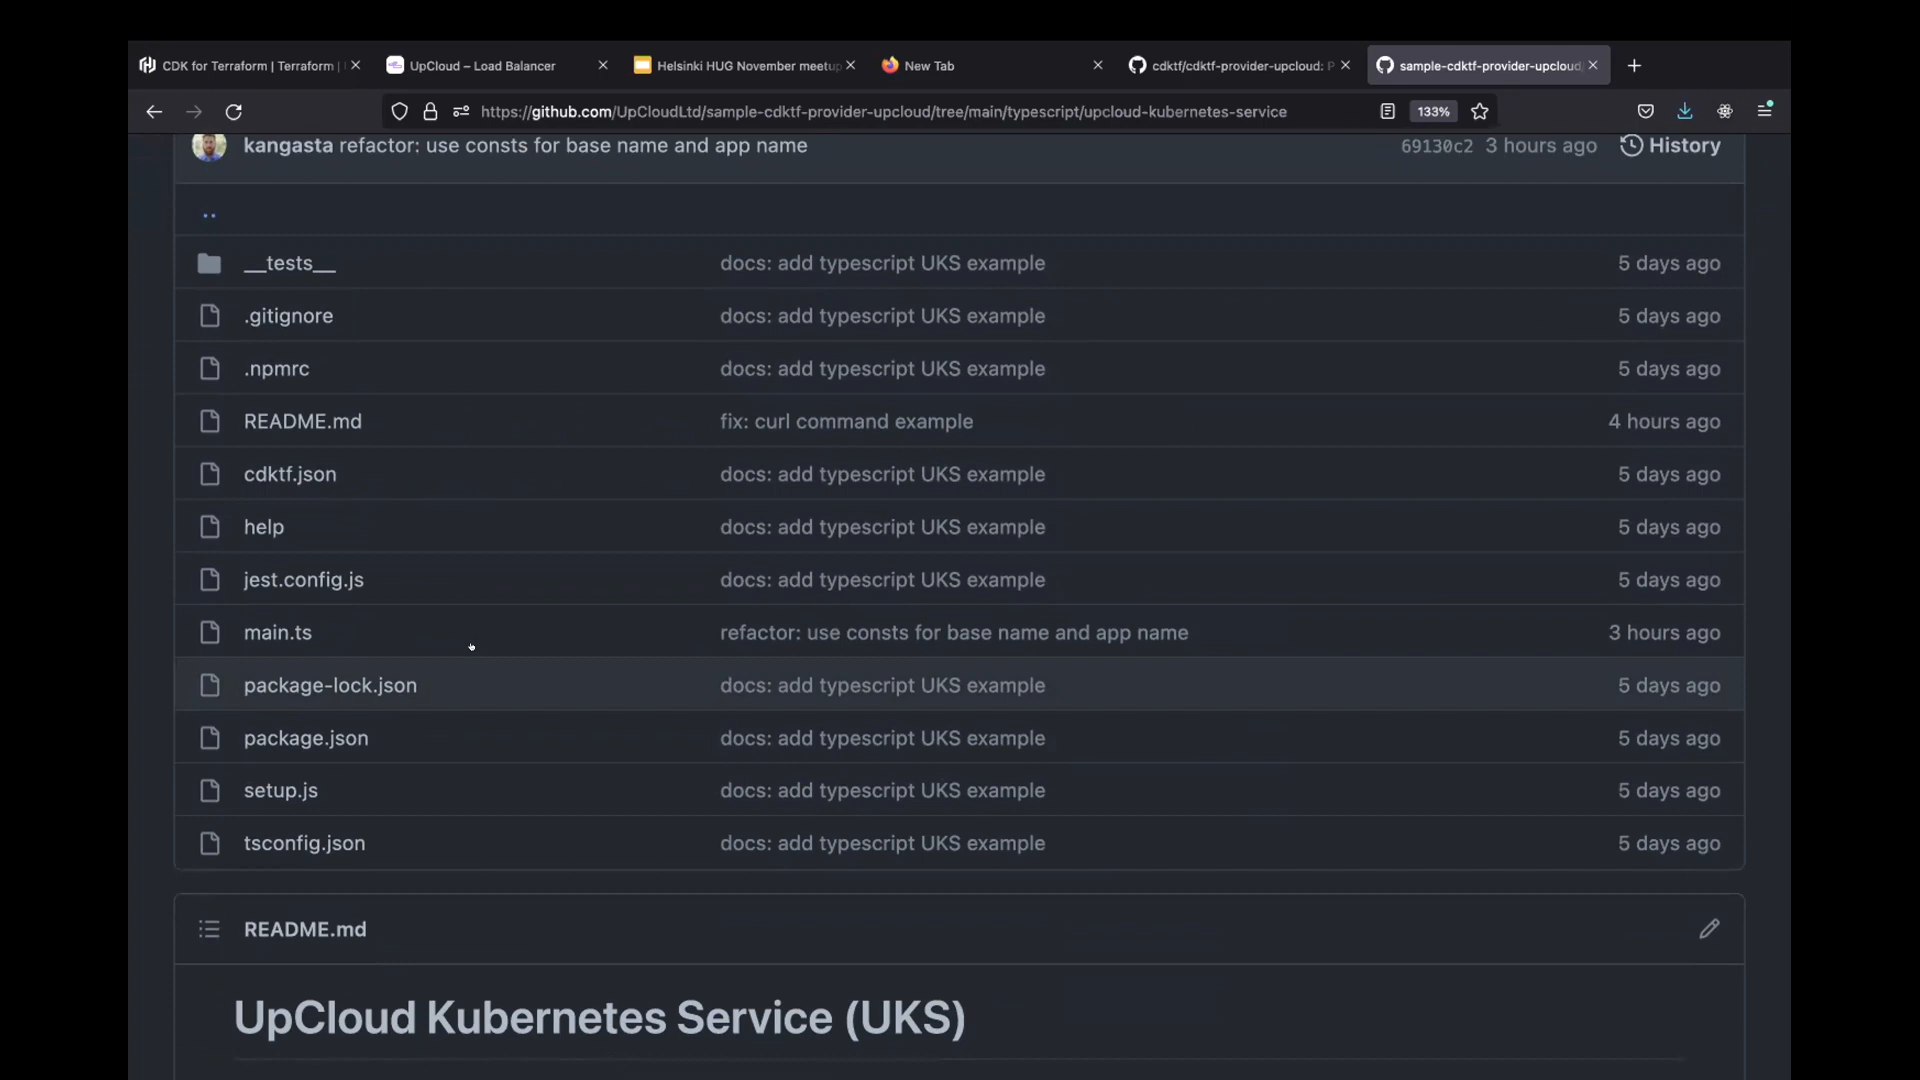 CDK for Terraform | Terraform |
UpCloud – Load Balancer
Helsinki HUG November meetup
New Tab
cdktf/cdktf-provider-upcloud: P
sample-cdktf-provider-upcloud
https://github.com/UpCloudLtd/sample-cdktf-provider-upcloud/tree/main/typescript/upcloud-kubernetes-service
133%
kangasta refactor: use consts for base name and app name 69130c2 3 hours ago History
..
__tests__ docs: add typescript UKS example 5 days ago
.gitignore docs: add typescript UKS example 5 days ago
.npmrc docs: add typescript UKS example 5 days ago
README.md fix: curl command example 4 hours ago
cdktf.json docs: add typescript UKS example 5 days ago
help docs: add typescript UKS example 5 days ago
jest.config.js docs: add typescript UKS example 5 days ago
main.ts refactor: use consts for base name and app name 3 hours ago
package-lock.json docs: add typescript UKS example 5 days ago
package.json docs: add typescript UKS example 5 days ago
setup.js docs: add typescript UKS example 5 days ago
tsconfig.json docs: add typescript UKS example 5 days ago
README.md
UpCloud Kubernetes Service (UKS)